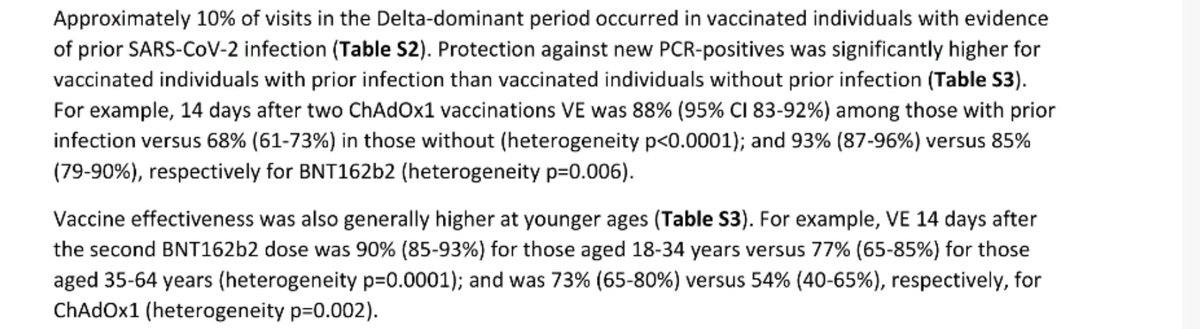 Approximately 10% of visits in the Delta-dominant period occurred in vaccinated individuals with evidence
of prior SARS-CoV-2 infection (Table S2). Protection against new PCR-positives was significantly higher for
vaccinated individuals with prior infection than vaccinated individuals without prior infection (Table S3).
For example, 14 days after two ChAdOx1 vaccinations VE was 88% (95% CI 83-92%) among those with prior
infection versus 68% (61-73%) in those without (heterogeneity p<0.0001); and 93% (87-96%) versus 85%
(79-90%), respectively for BNT162b2 (heterogeneity p=0.006).
Vaccine effectiveness was also generally higher at younger ages (Table S3). For example, VE 14 days after
the second BNT162b2 dose was 90% (85-93%) for those aged 18-34 years versus 77% (65-85%) for those
aged 35-64 years (heterogeneity p=0.0001); and was 73% (65-80%) versus 54% (40-65%), respectively, for
ChAdOx1 (heterogeneity p=0.002).